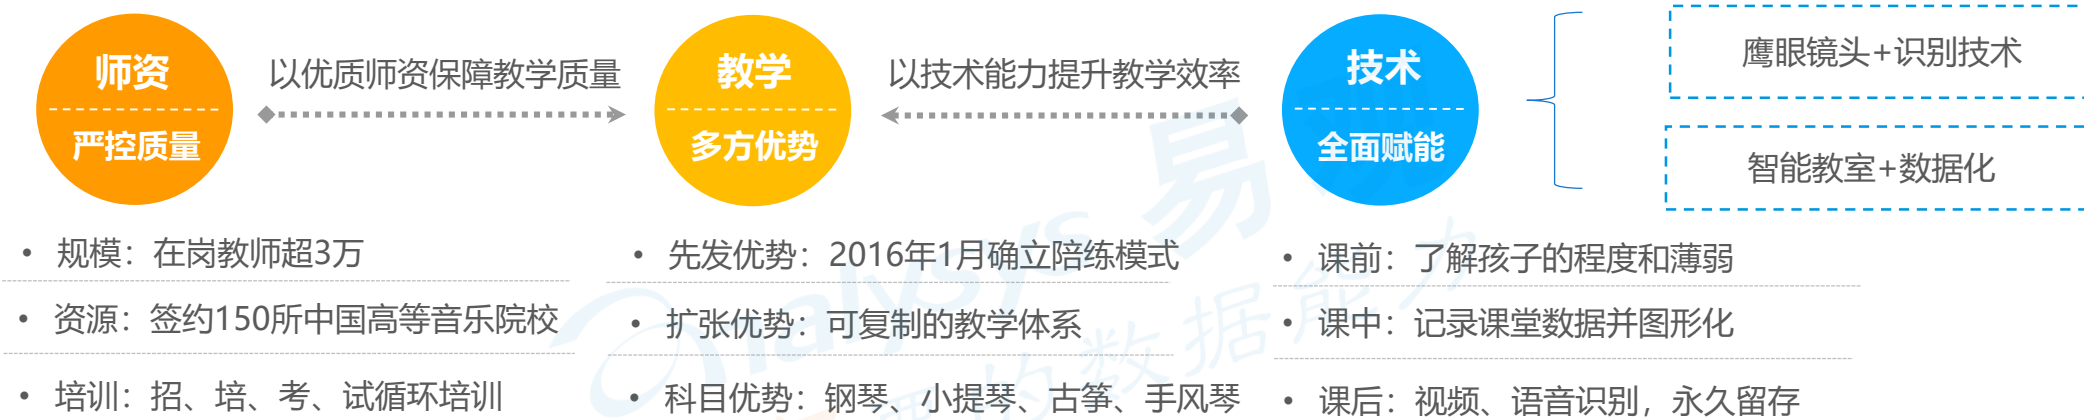 师资
严控质量
以优质师资保障教学质量
教学
多方优势
以技术能力提升教学效率
技术
全面赋能
鹰眼镜头+识别技术
智能教室+数据化
• 规模：在岗教师超3万
• 资源：签约150所中国高等音乐院校
• 培训：招、培、考、试循环培训
• 先发优势：2016年1月确立陪练模式
• 扩张优势：可复制的教学体系
• 科目优势：钢琴、小提琴、古筝、手风琴
• 课前：了解孩子的程度和薄弱
• 课中：记录课堂数据并图形化
• 课后：视频、语音识别，永久留存
nalysys 易观
的数据能力